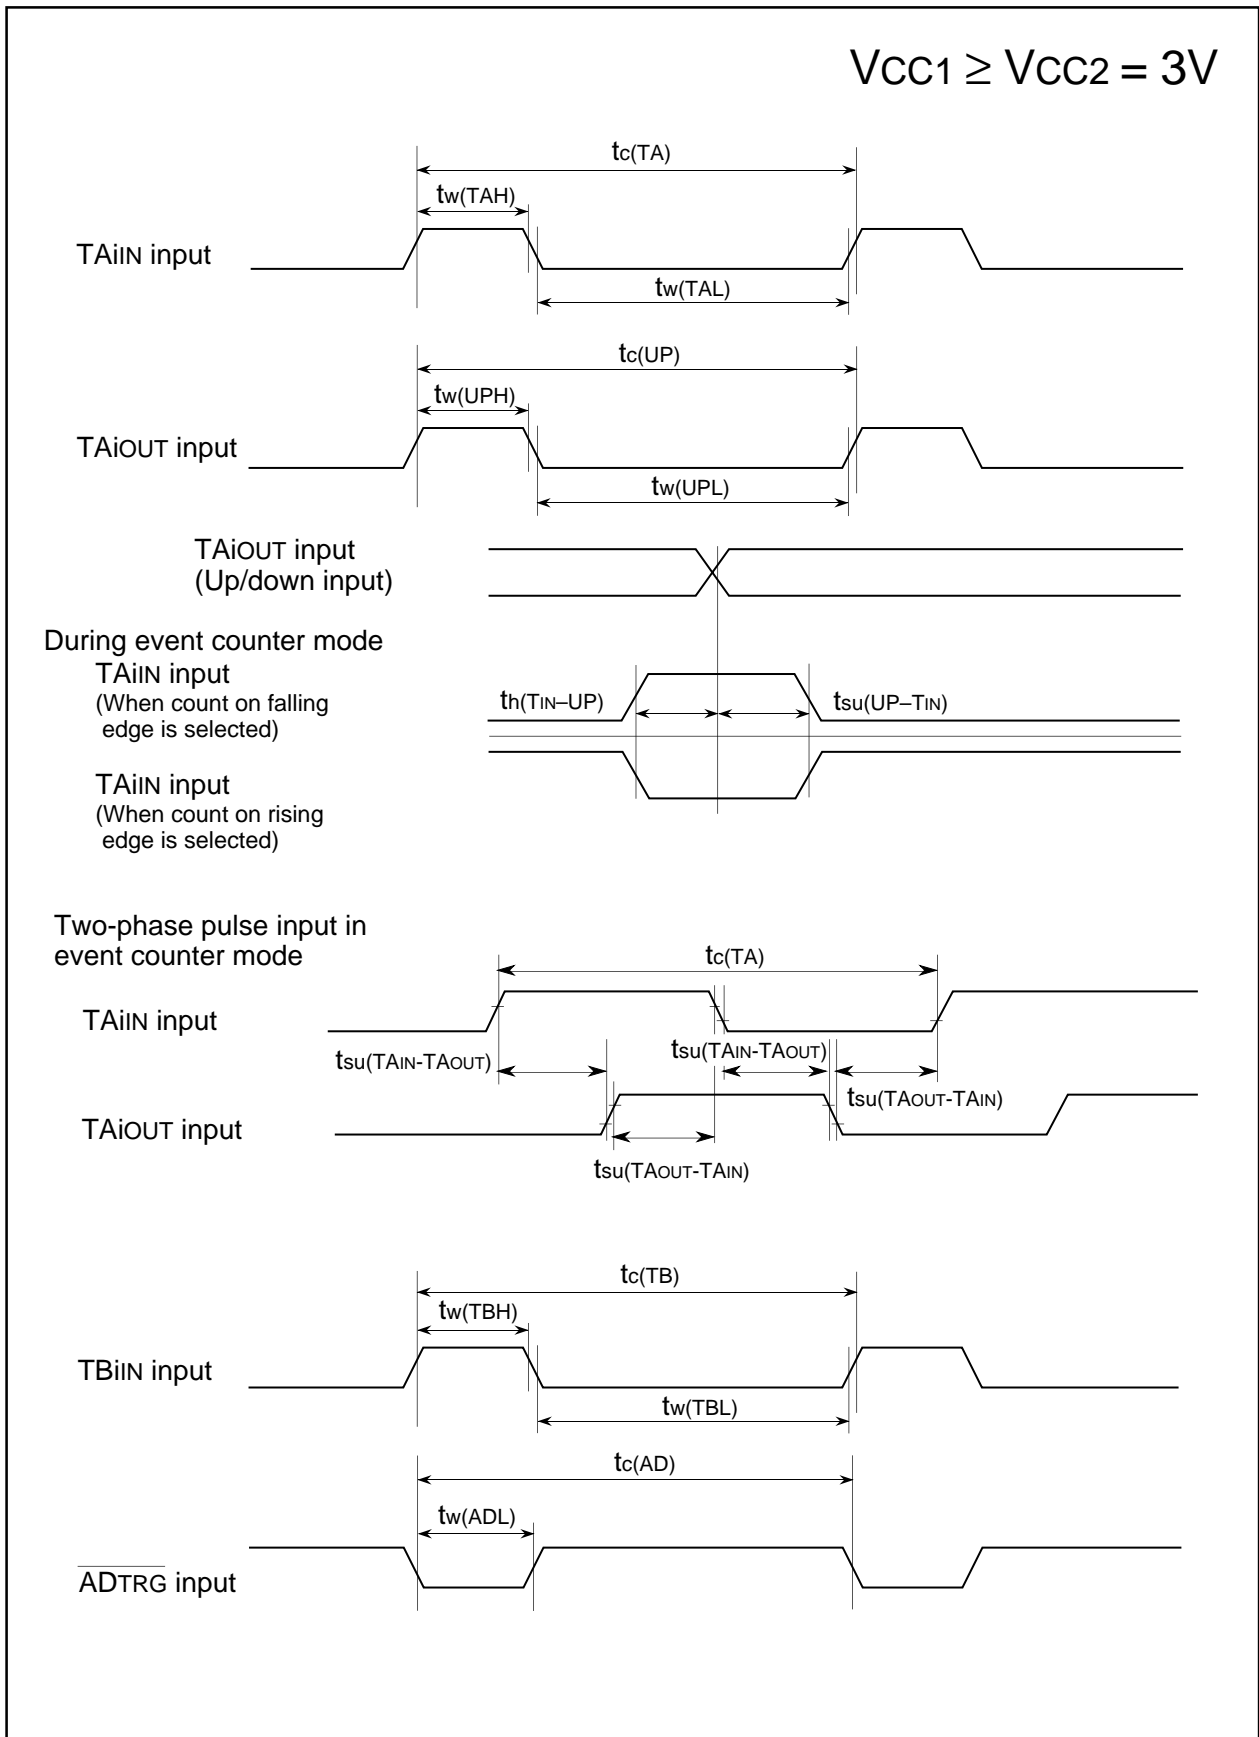 VCC1 ≥ VCC2 = 3V
tc(TA)
tw(TAH)
TAiIN input
tw(TAL)
tc(UP)
tw(UPH)
TAiOUT input
tw(UPL)
TAiOUT input
(Up/down input)
During event counter mode
TAiIN input
(When count on falling
edge is selected)
th(TIN–UP)
tsu(UP–TIN)
TAiIN input
(When count on rising
edge is selected)
Two-phase pulse input in
event counter mode
tc(TA)
TAiIN input
tsu(TAIN-TAOUT)
tsu(TAIN-TAOUT)
tsu(TAOUT-TAIN)
TAiOUT input
tsu(TAOUT-TAIN)
tc(TB)
tw(TBH)
TBiIN input
tw(TBL)
tc(AD)
tw(ADL)
ADTRG input